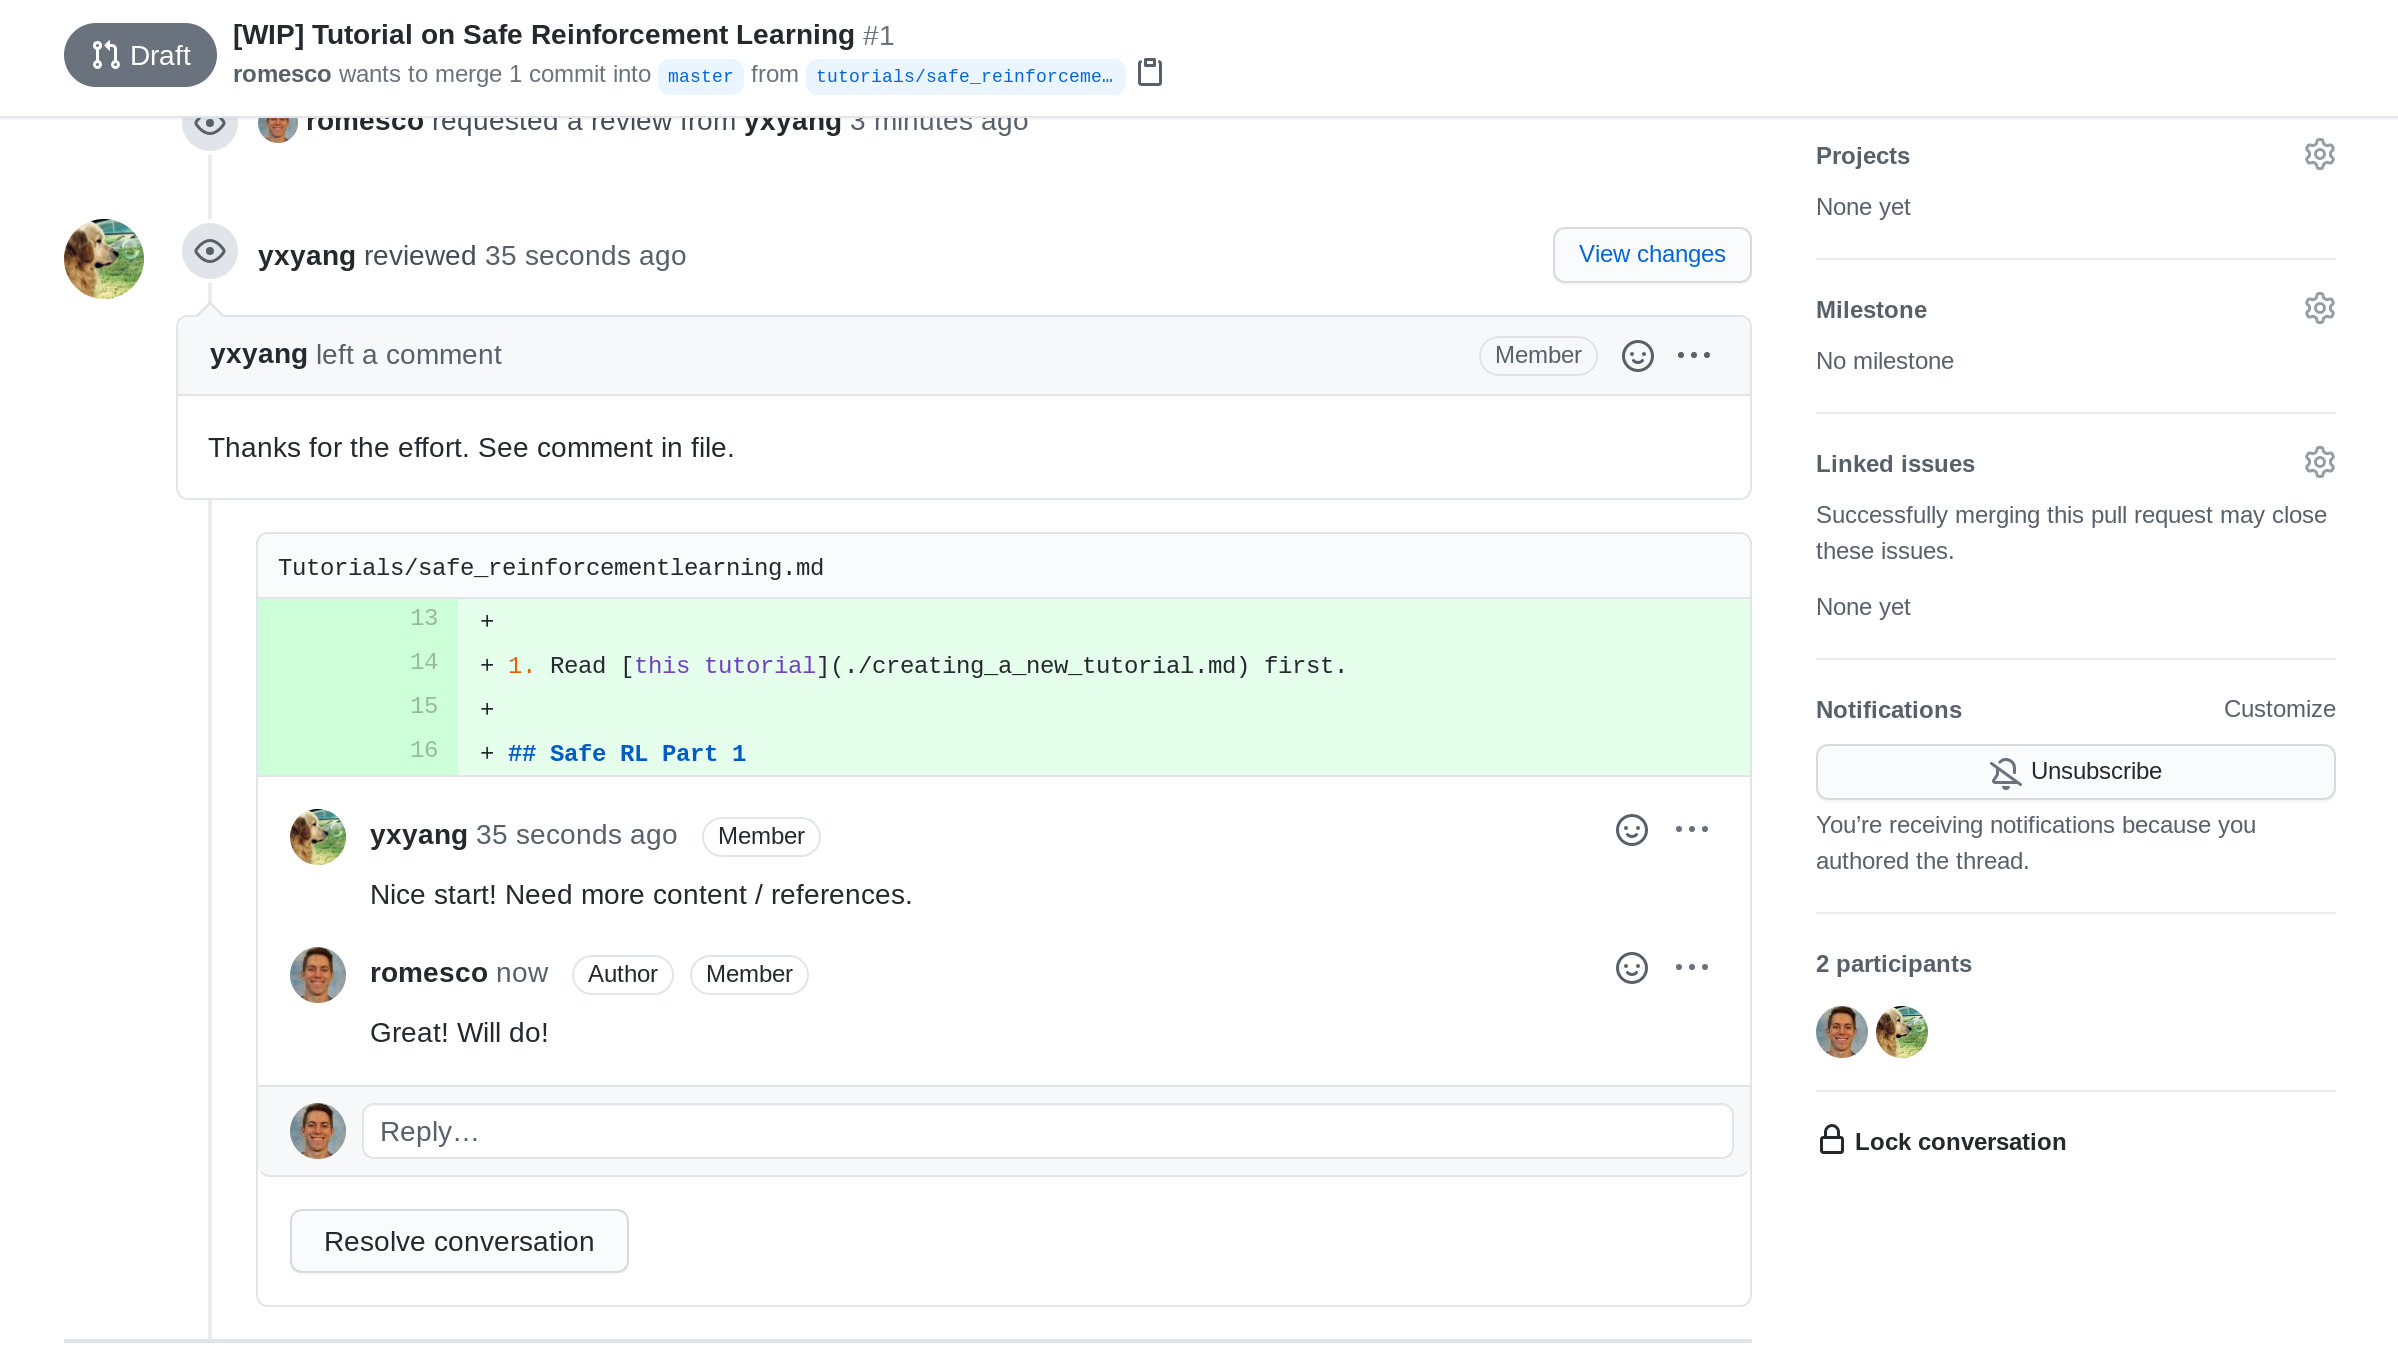 Draft
[WIP] Tutorial on Safe Reinforcement Learning #1
romesco wants to merge 1 commit into master from tutorials/safe_reinforceme…
romesco requested a review from yxyang 3 minutes ago
yxyang reviewed 35 seconds ago
View changes
yxyang left a comment
Member
Thanks for the effort. See comment in file.
Tutorials/safe_reinforcementlearning.md
13 +
14 + 1. Read [this tutorial](./creating_a_new_tutorial.md) first.
15 +
16 + ## Safe RL Part 1
yxyang 35 seconds ago Member
Nice start! Need more content / references.
romesco now Author Member
Great! Will do!
Reply…
Resolve conversation
Projects
None yet
Milestone
No milestone
Linked issues
Successfully merging this pull request may close
these issues.
None yet
Notifications
Customize
Unsubscribe
You’re receiving notifications because you
authored the thread.
2 participants
Lock conversation